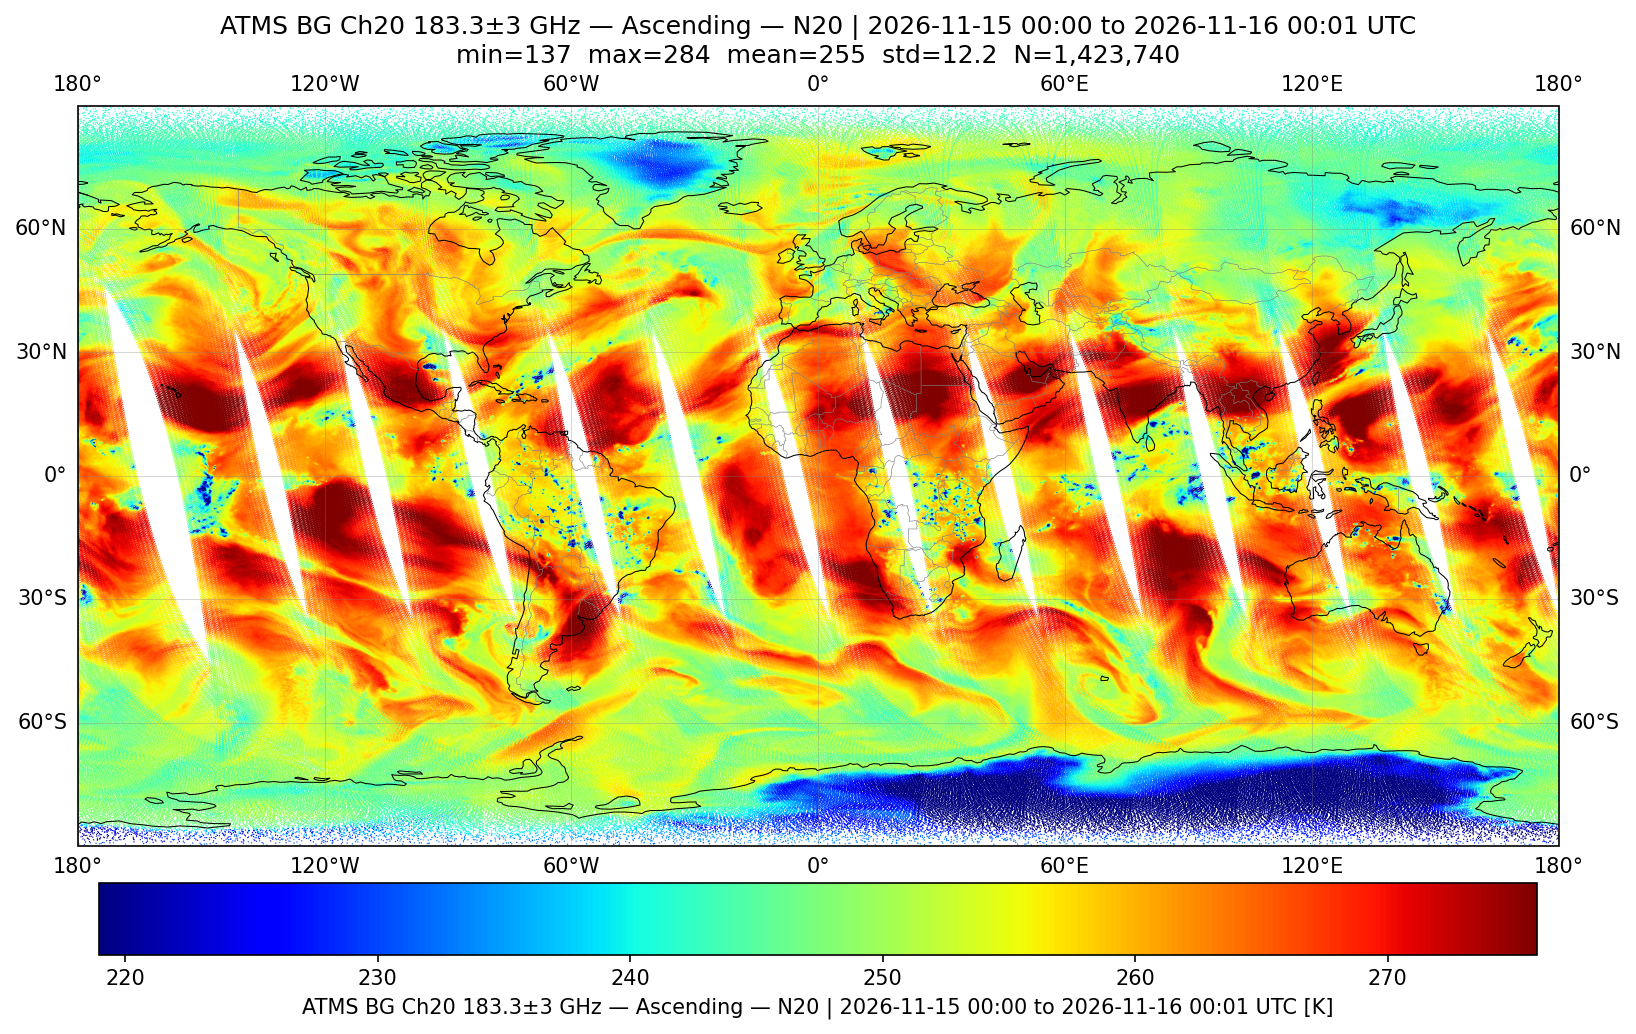 ATMS BG Ch20 183.3±3 GHz — Ascending — N20 | 2026-11-15 00:00 to 2026-11-16 00:01 UTC
min=137 max=284 mean=255 std=12.2 N=1,423,740
180° 120°W 60°W 0° 60°E 120°E 180°
60°N 60°N
30°N 30°N
0° 0°
30°S 30°S
60°S 60°S
180° 120°W 60°W 0° 60°E 120°E 180°
220 230 240 250 260 270
ATMS BG Ch20 183.3±3 GHz — Ascending — N20 | 2026-11-15 00:00 to 2026-11-16 00:01 UTC [K]